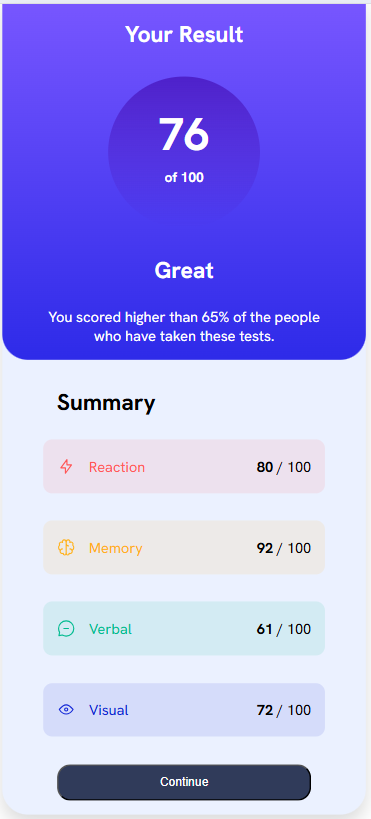 Your Result
76
of 100
Great
You scored higher than 65% of the people
who have taken these tests.
Summary
Reaction 80 / 100
Memory 92 / 100
Verbal 61 / 100
Visual 72 / 100
Continue